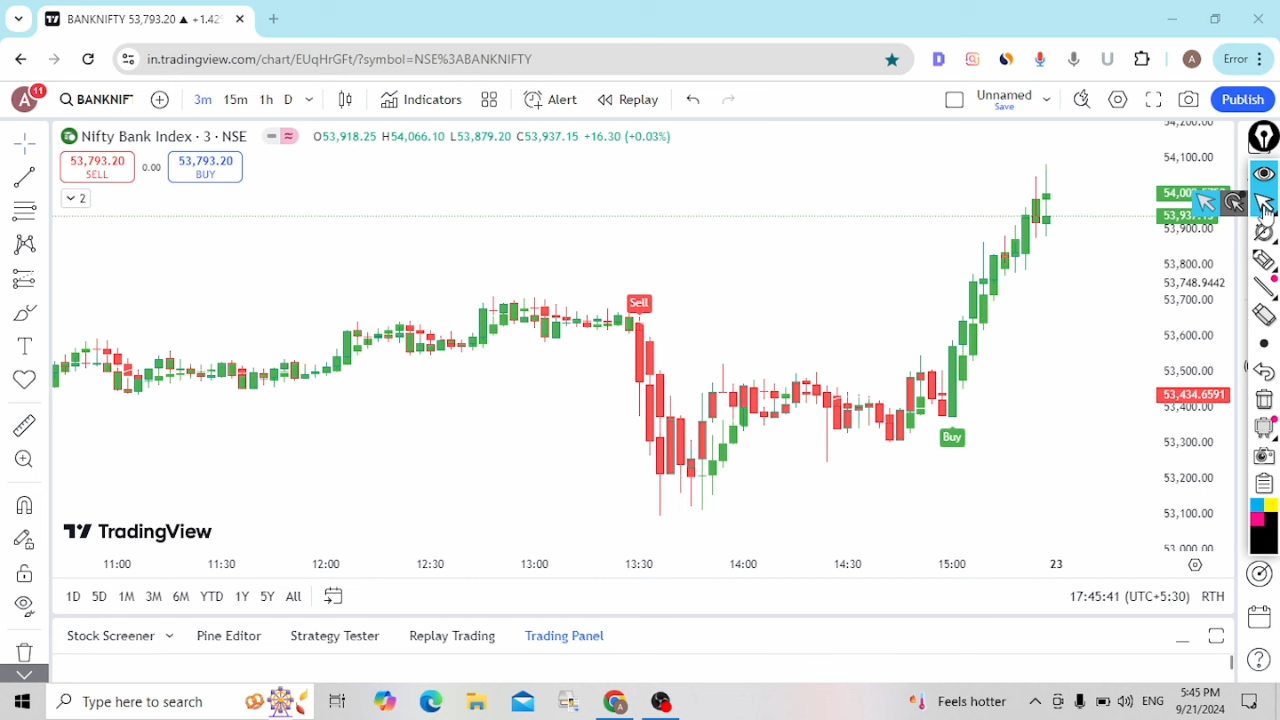 BANKNIFTY 53,793.20 ▲ +1.42%
in.tradingview.com/chart/EUqHrGFt/?symbol=NSE%3ABANKNIFTY
D
U
A
Error
A
11
BANKNIFT
3m 15m 1h D
Indicators
Alert
Replay
Unnamed
Save
Publish
Nifty Bank Index · 3 · NSE
O53,918.25 H54,066.10 L53,879.20 C53,937.15 +16.30 (+0.03%)
53,793.20
SELL
0.00
53,793.20
BUY
2
54,200.00
54,100.00
53,900.00
53,800.00
53,748.9442
53,700.00
53,600.00
53,500.00
53,434.6591
53,400.00
53,300.00
53,200.00
53,100.00
53,000.00
Sell
Buy
TradingView
11:00 11:30 12:00 12:30 13:00 13:30 14:00 14:30 15:00 23
1D 5D 1M 3M 6M YTD 1Y 5Y All
17:45:41 (UTC+5:30) RTH
Stock Screener Pine Editor Strategy Tester Replay Trading Trading Panel
Type here to search
Feels hotter
ENG
5:45 PM
9/21/2024